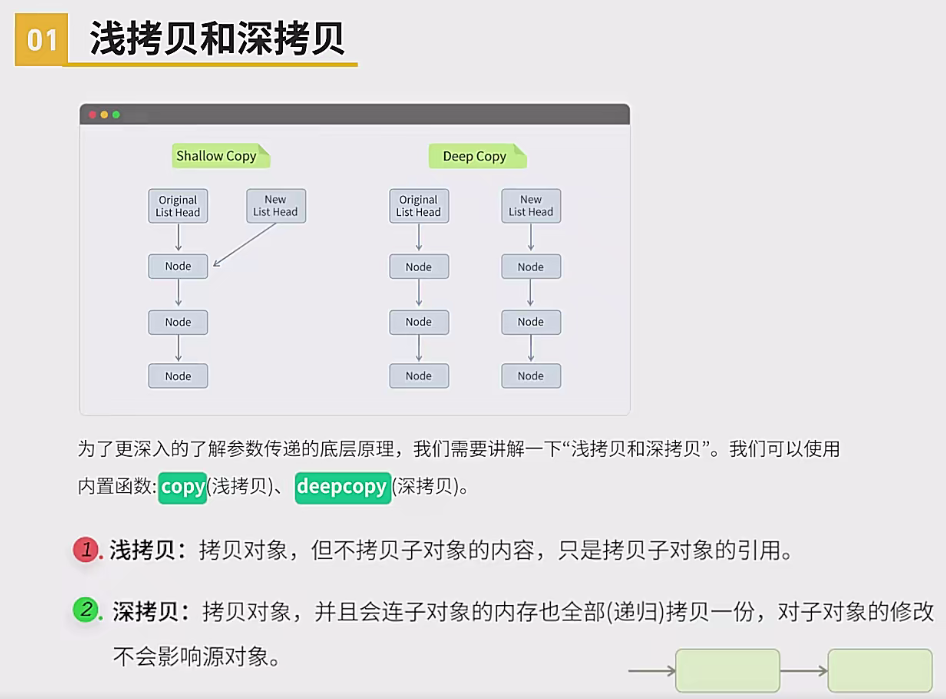 01 浅拷贝和深拷贝
Shallow Copy
Deep Copy
Original
List Head
New
List Head
Original
List Head
New
List Head
Node
Node
Node
Node
Node
Node
Node
Node
Node
为了更深入的了解参数传递的底层原理，我们需要讲解一下“浅拷贝和深拷贝”。我们可以使用
内置函数:copy(浅拷贝)、deepcopy(深拷贝)。
1. 浅拷贝：拷贝对象，但不拷贝子对象的内容，只是拷贝子对象的引用。
2. 深拷贝：拷贝对象，并且会连子对象的内存也全部(递归)拷贝一份，对子对象的修改
不会影响源对象。